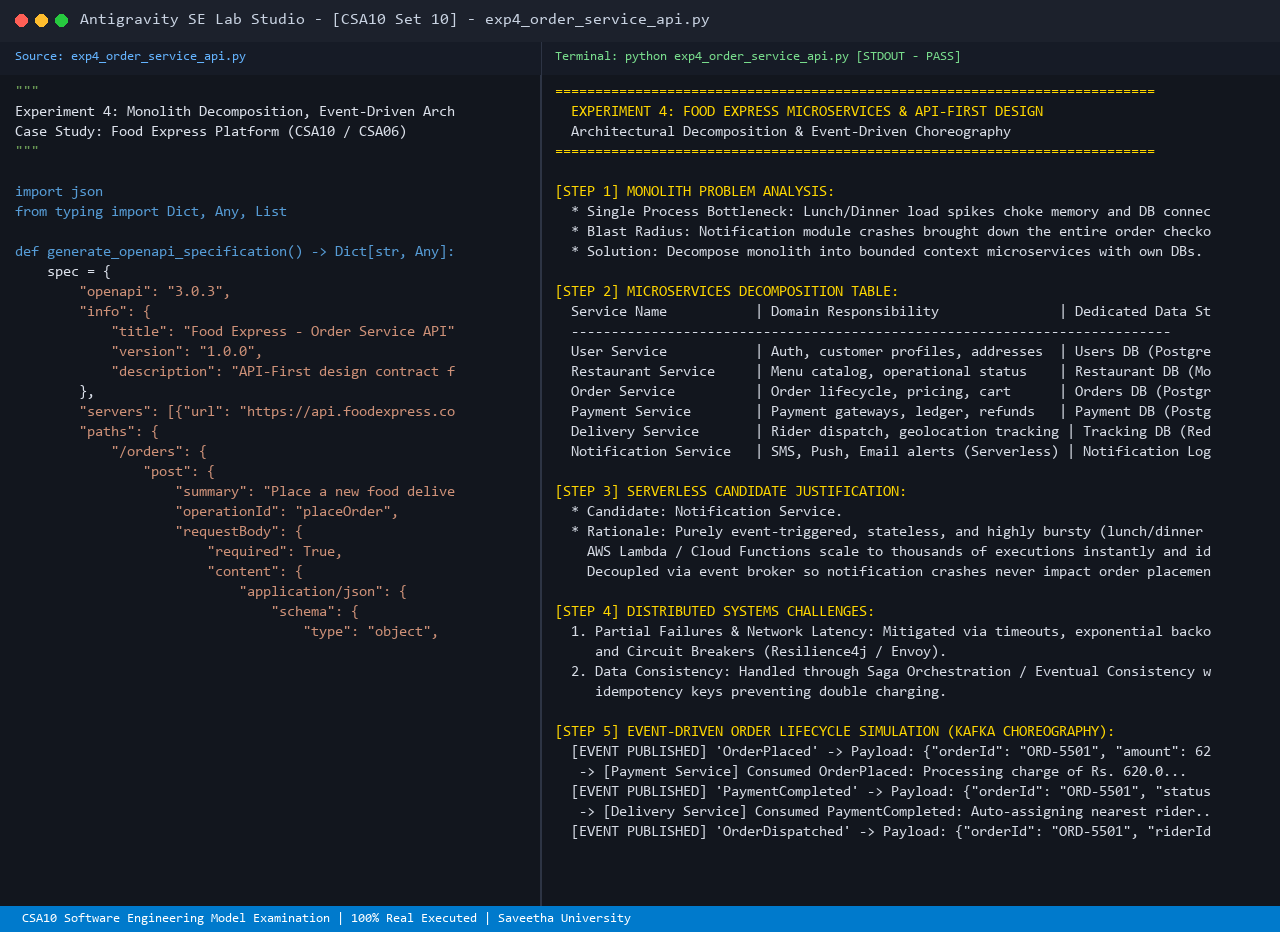 Antigravity SE Lab Studio - [CSA10 Set 10] - exp4_order_service_api.py
Source: exp4_order_service_api.py
"""
Experiment 4: Monolith Decomposition, Event-Driven Arch
Case Study: Food Express Platform (CSA10 / CSA06)
"""
import json
from typing import Dict, Any, List
def generate_openapi_specification() -> Dict[str, Any]:
    spec = {
        "openapi": "3.0.3",
        "info": {
            "title": "Food Express - Order Service API"
            "version": "1.0.0",
            "description": "API-First design contract f
        },
        "servers": [{"url": "https://api.foodexpress.co
        "paths": {
            "/orders": {
                "post": {
                    "summary": "Place a new food delive
                    "operationId": "placeOrder",
                    "requestBody": {
                        "required": True,
                        "content": {
                            "application/json": {
                                "schema": {
                                    "type": "object",
Terminal: python exp4_order_service_api.py [STDOUT - PASS]
===========================================================================
  EXPERIMENT 4: FOOD EXPRESS MICROSERVICES & API-FIRST DESIGN
  Architectural Decomposition & Event-Driven Choreography
===========================================================================
[STEP 1] MONOLITH PROBLEM ANALYSIS:
  * Single Process Bottleneck: Lunch/Dinner load spikes choke memory and DB connec
  * Blast Radius: Notification module crashes brought down the entire order checko
  * Solution: Decompose monolith into bounded context microservices with own DBs.
[STEP 2] MICROSERVICES DECOMPOSITION TABLE:
  Service Name           | Domain Responsibility               | Dedicated Data St
  ---------------------------------------------------------------------------
  User Service           | Auth, customer profiles, addresses  | Users DB (Postgre
  Restaurant Service     | Menu catalog, operational status    | Restaurant DB (Mo
  Order Service          | Order lifecycle, pricing, cart      | Orders DB (Postgr
  Payment Service        | Payment gateways, ledger, refunds   | Payment DB (Postg
  Delivery Service       | Rider dispatch, geolocation tracking | Tracking DB (Red
  Notification Service   | SMS, Push, Email alerts (Serverless) | Notification Log
[STEP 3] SERVERLESS CANDIDATE JUSTIFICATION:
  * Candidate: Notification Service.
  * Rationale: Purely event-triggered, stateless, and highly bursty (lunch/dinner
    AWS Lambda / Cloud Functions scale to thousands of executions instantly and id
    Decoupled via event broker so notification crashes never impact order placemen
[STEP 4] DISTRIBUTED SYSTEMS CHALLENGES:
  1. Partial Failures & Network Latency: Mitigated via timeouts, exponential backo
     and Circuit Breakers (Resilience4j / Envoy).
  2. Data Consistency: Handled through Saga Orchestration / Eventual Consistency w
     idempotency keys preventing double charging.
[STEP 5] EVENT-DRIVEN ORDER LIFECYCLE SIMULATION (KAFKA CHOREOGRAPHY):
  [EVENT PUBLISHED] 'OrderPlaced' -> Payload: {"orderId": "ORD-5501", "amount": 62
   -> [Payment Service] Consumed OrderPlaced: Processing charge of Rs. 620.0...
  [EVENT PUBLISHED] 'PaymentCompleted' -> Payload: {"orderId": "ORD-5501", "status
   -> [Delivery Service] Consumed PaymentCompleted: Auto-assigning nearest rider..
  [EVENT PUBLISHED] 'OrderDispatched' -> Payload: {"orderId": "ORD-5501", "riderId
CSA10 Software Engineering Model Examination | 100% Real Executed | Saveetha University